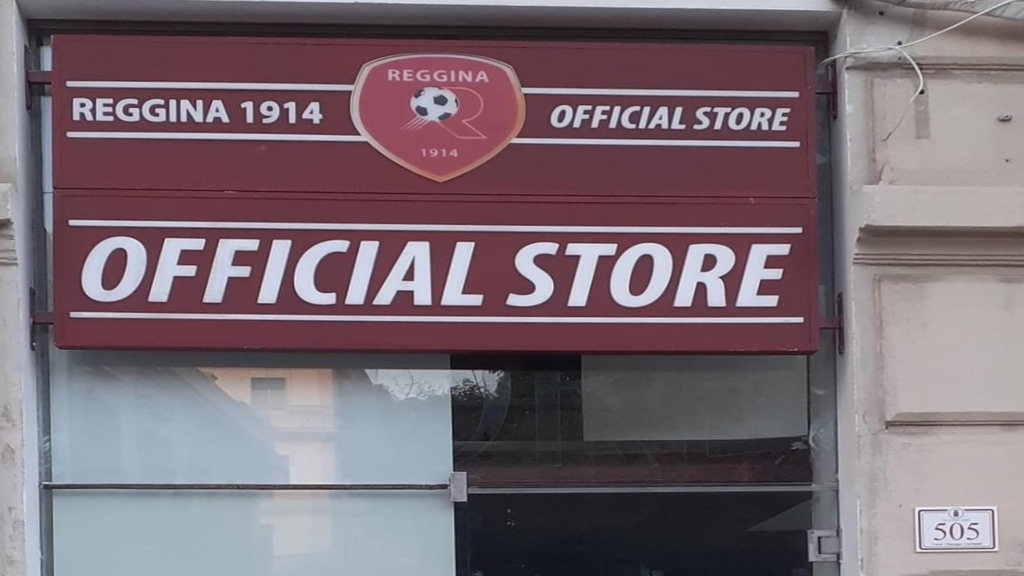 REGGINA 1914
REGGINA
1914
OFFICIAL STORE
OFFICIAL STORE
505